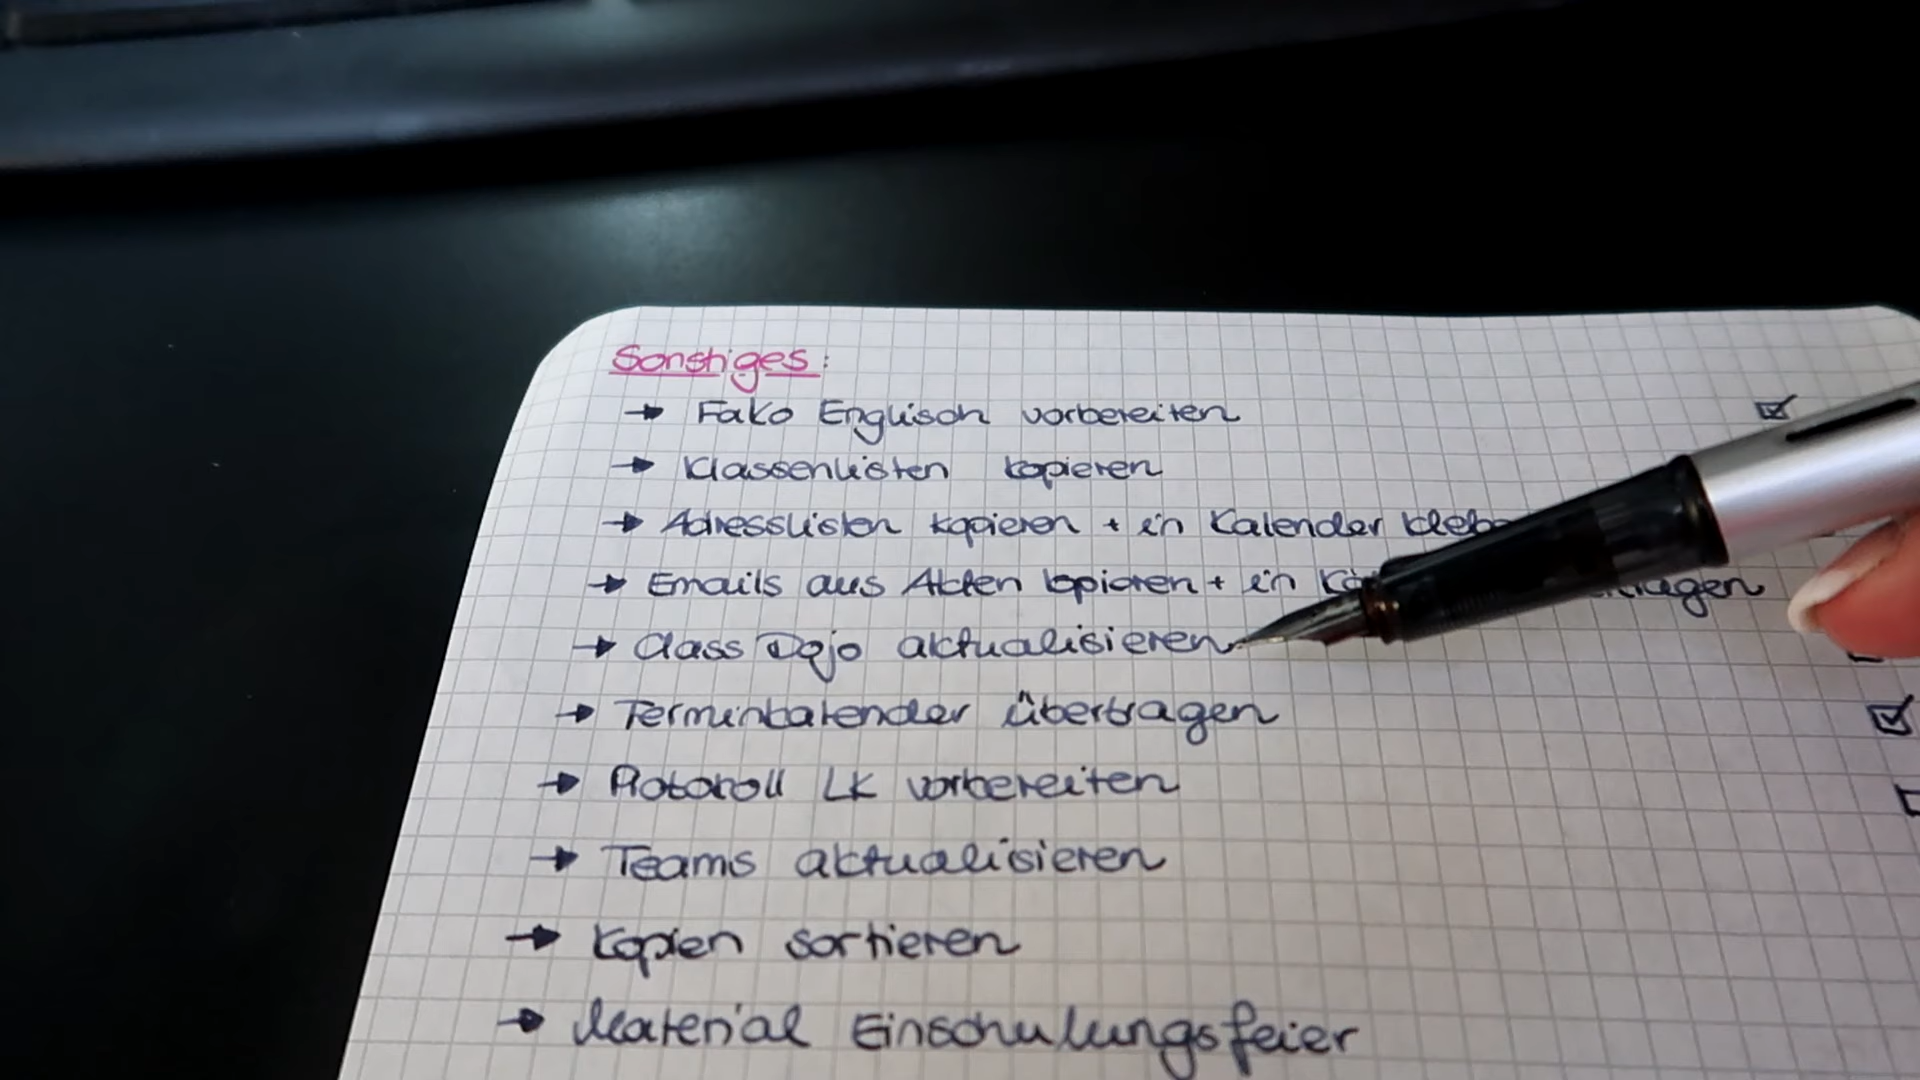 Sonstiges:
→ Fako Englisch vorbereiten
→ Klassenlisten kopieren
→ Adresslisten kopieren + in Kalender
→ Emails aus Akten kopieren + in
→ Class Dojo aktualisieren
→ Terminkalender übertragen
→ Protokoll LK vorbereiten
→ Teams aktualisieren
→ Kopien sortieren
→ Material Einschulungsfeier